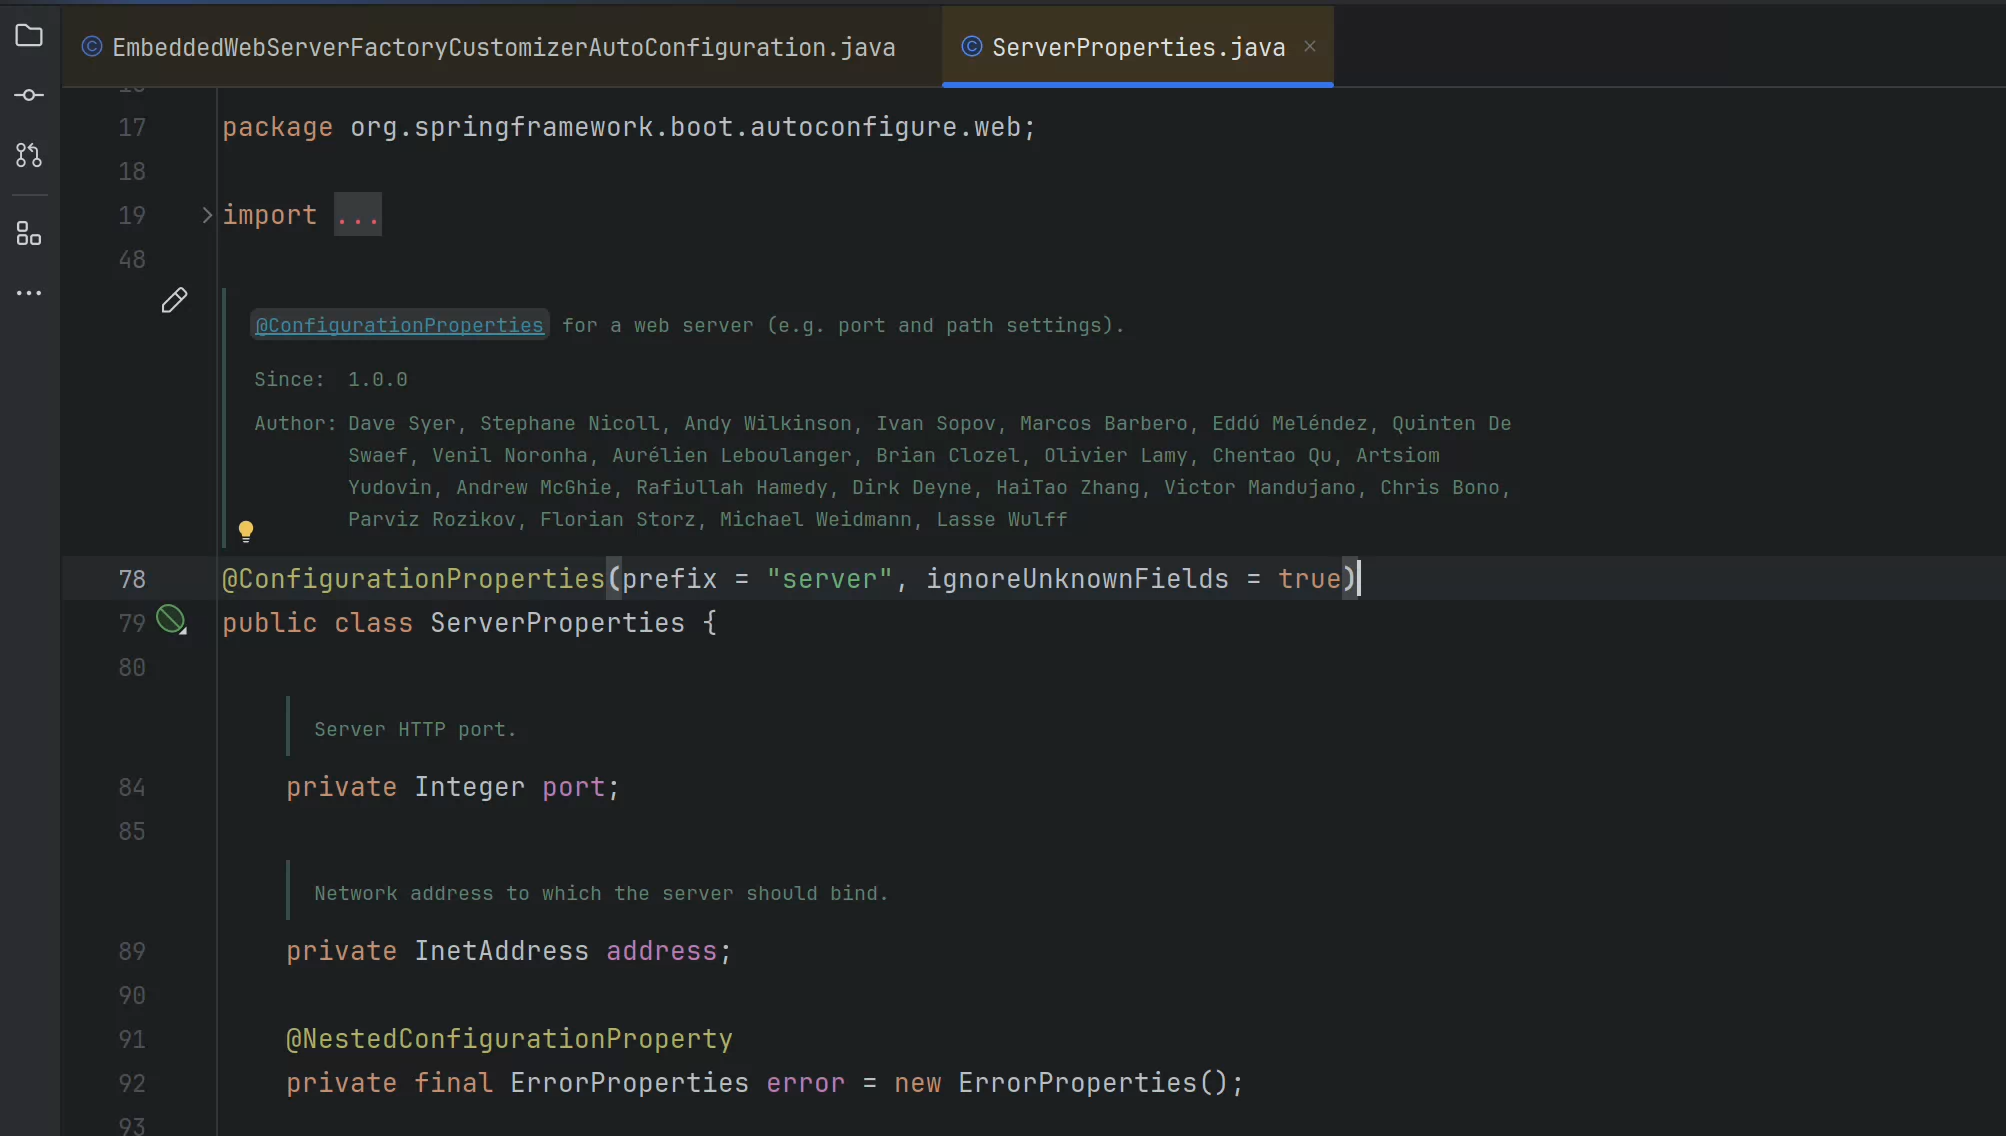 EmbeddedWebServerFactoryCustomizerAutoConfiguration.java
ServerProperties.java
17 package org.springframework.boot.autoconfigure.web;
18
19 import ...
48
@ConfigurationProperties for a web server (e.g. port and path settings).
Since: 1.0.0
Author: Dave Syer, Stephane Nicoll, Andy Wilkinson, Ivan Sopov, Marcos Barbero, Eddú Meléndez, Quinten De
Swaef, Venil Noronha, Aurélien Leboulanger, Brian Clozel, Olivier Lamy, Chentao Qu, Artsiom
Yudovin, Andrew McGhie, Rafiullah Hamedy, Dirk Deyne, HaiTao Zhang, Victor Mandujano, Chris Bono,
Parviz Rozikov, Florian Storz, Michael Weidmann, Lasse Wulff
78 @ConfigurationProperties(prefix = "server", ignoreUnknownFields = true)
79 public class ServerProperties {
80
Server HTTP port.
84 private Integer port;
85
Network address to which the server should bind.
89 private InetAddress address;
90
91 @NestedConfigurationProperty
92 private final ErrorProperties error = new ErrorProperties();
93